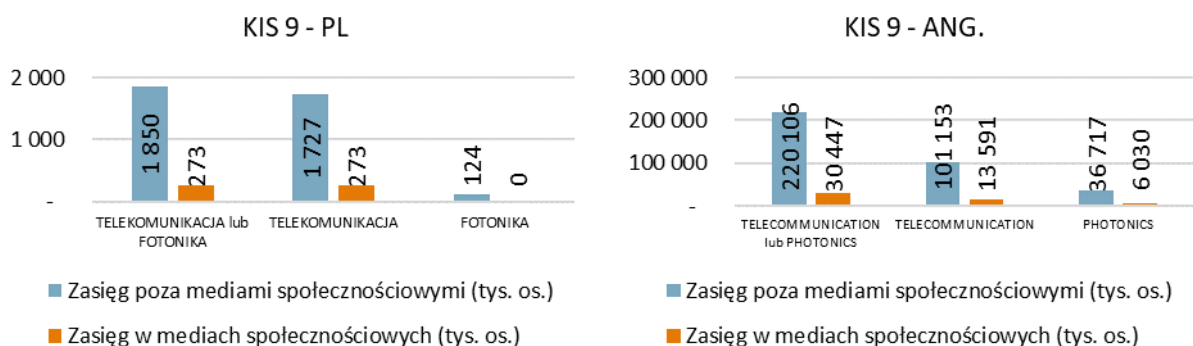 KIS 9 - PL
2 000
1 000
-
1 850
273
1 727
273
124
0
TELEKOMUNIKACJA lub
FOTONIKA
TELEKOMUNIKACJA
FOTONIKA
Zasięg poza mediami społecznościowymi (tys. os.)
Zasięg w mediach społecznościowych (tys. os.)
KIS 9 - ANG.
300 000
200 000
100 000
-
220 106
30 447
101 153
13 591
36 717
6 030
TELECOMMUNICATION
lub PHOTONICS
TELECOMMUNICATION
PHOTONICS
Zasięg poza mediami społecznościowymi (tys. os.)
Zasięg w mediach społecznościowych (tys. os.)